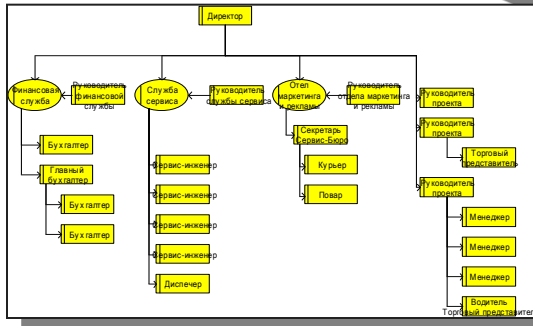 Директор
Финансовая
служба
Руководитель
финансовой
службы
Служба
сервиса
Руководитель
службы сервиса
Отел
маркетинга
и рекламы
Руководитель
отдела маркетинга
и рекламы
Руководитель
проекта
Руководитель
проекта
Торговый
представитель
Руководитель
проекта
Секретарь
Сервис-Бюро
Курьер
Повар
Бухгалтер
Главный
бухгалтер
Бухгалтер
Бухгалтер
Сервис-инженер
Сервис-инженер
Сервис-инженер
Сервис-инженер
Диспечер
Менеджер
Менеджер
Менеджер
Водитель
Торговый представител